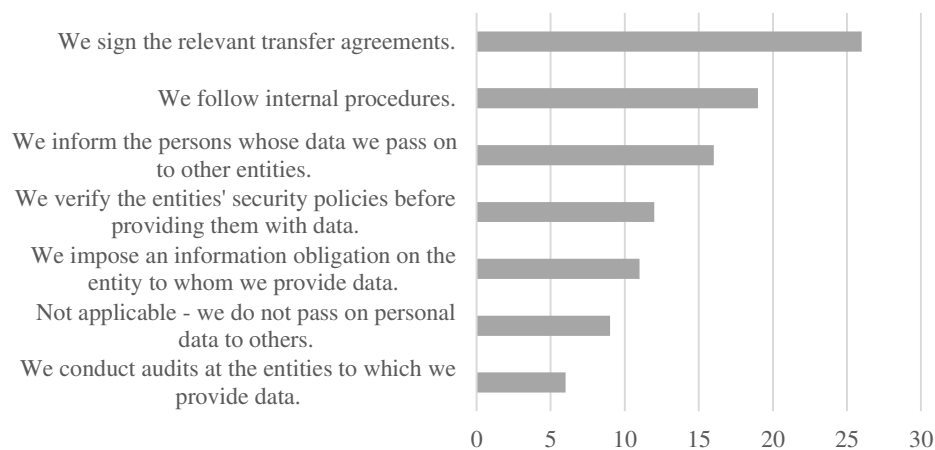 We sign the relevant transfer agreements.
We follow internal procedures.
We inform the persons whose data we pass on
to other entities.
We verify the entities' security policies before
providing them with data.
We impose an information obligation on the
entity to whom we provide data.
Not applicable - we do not pass on personal
data to others.
We conduct audits at the entities to which we
provide data.
0 5 10 15 20 25 30